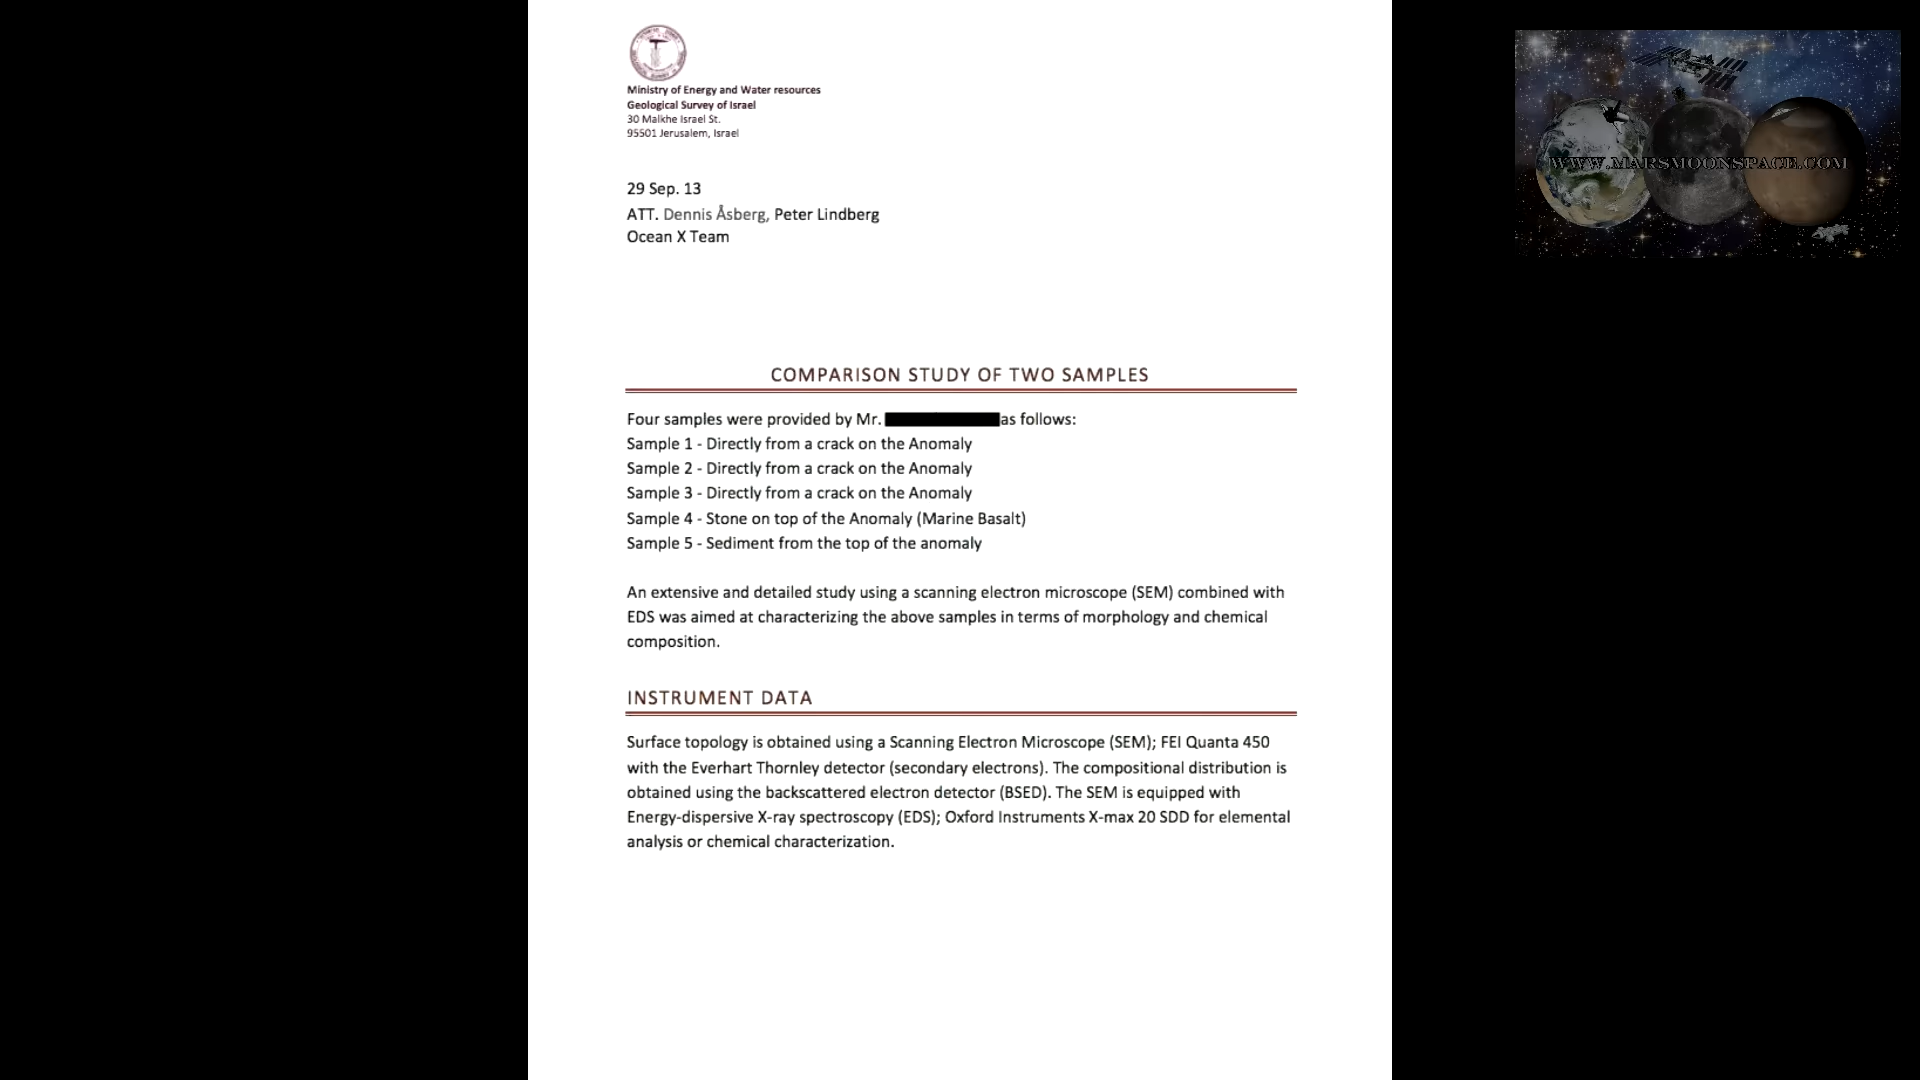 Ministry of Energy and Water resources
Geological Survey of Israel
30 Malkhe Israel St.
95501 Jerusalem, Israel
29 Sep. 13
ATT. Dennis Åsberg, Peter Lindberg
Ocean X Team
COMPARISON STUDY OF TWO SAMPLES
Four samples were provided by Mr. as follows:
Sample 1 - Directly from a crack on the Anomaly
Sample 2 - Directly from a crack on the Anomaly
Sample 3 - Directly from a crack on the Anomaly
Sample 4 - Stone on top of the Anomaly (Marine Basalt)
Sample 5 - Sediment from the top of the anomaly
An extensive and detailed study using a scanning electron microscope (SEM) combined with
EDS was aimed at characterizing the above samples in terms of morphology and chemical
composition.
INSTRUMENT DATA
Surface topology is obtained using a Scanning Electron Microscope (SEM); FEI Quanta 450
with the Everhart Thornley detector (secondary electrons). The compositional distribution is
obtained using the backscattered electron detector (BSED). The SEM is equipped with
Energy-dispersive X-ray spectroscopy (EDS); Oxford Instruments X-max 20 SDD for elemental
analysis or chemical characterization.
WWW.MARSMOONSPACE.COM